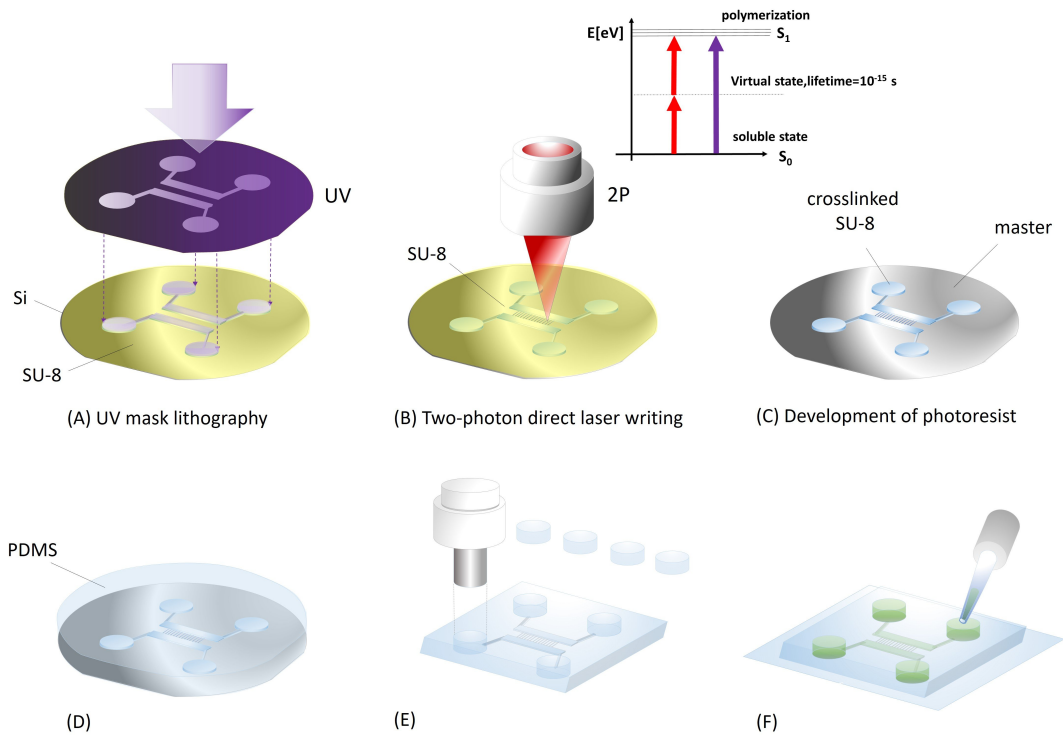 polymerization
E[eV]
S₁
Virtual state,lifetime=10⁻¹⁵ s
soluble state
S₀
UV
Si
SU-8
(A) UV mask lithography
2P
SU-8
(B) Two-photon direct laser writing
crosslinked
SU-8
master
(C) Development of photoresist
PDMS
(D)
(E)
(F)